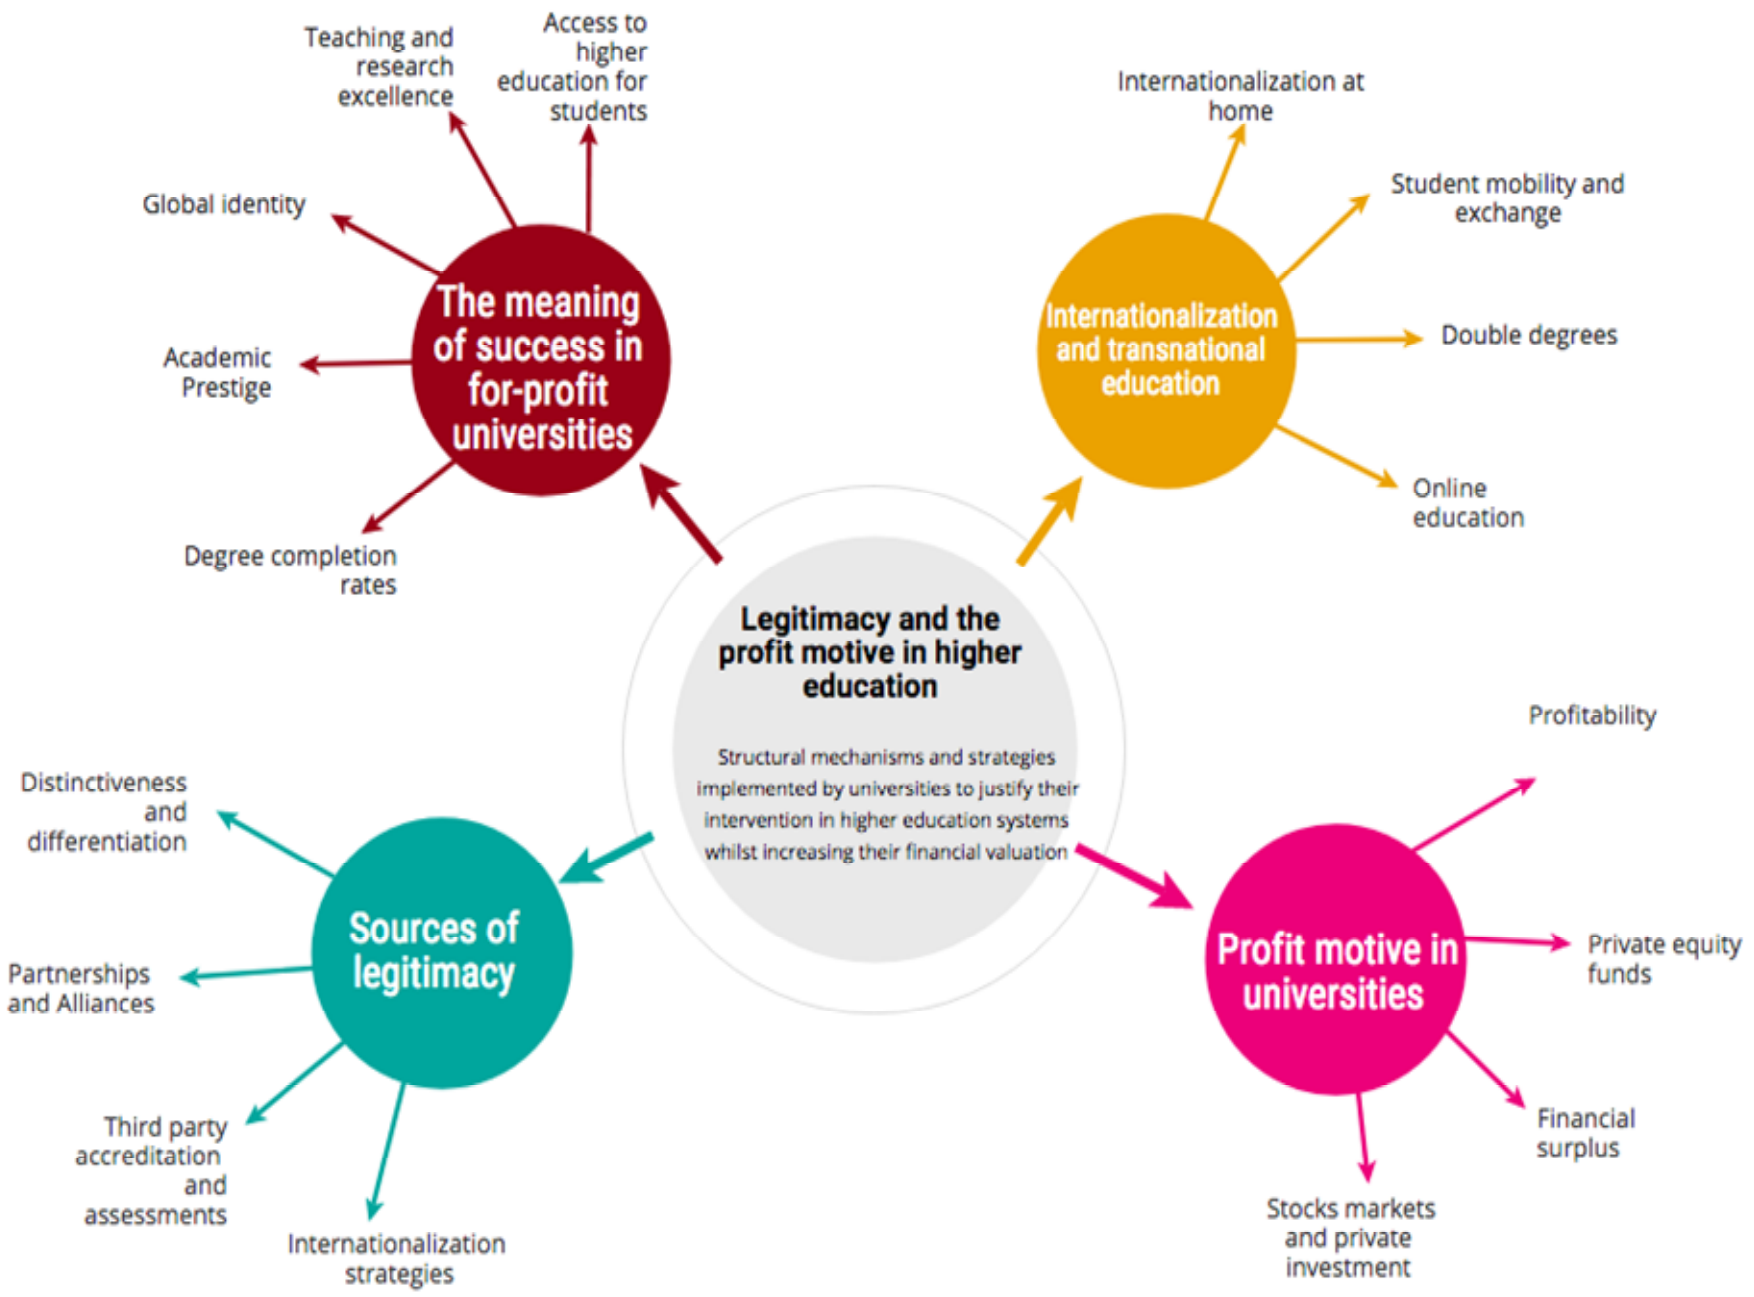 Teaching and
research
excellence
Access to
higher
education for
students
Global identity
Academic
Prestige
Degree completion
rates
The meaning
of success in
for-profit
universities
Internationalization at
home
Student mobility and
exchange
Double degrees
Online
education
Internationalization
and transnational
education
Legitimacy and the
profit motive in higher
education
Structural mechanisms and strategies
implemented by universities to justify their
intervention in higher education systems
whilst increasing their financial valuation
Distinctiveness
and
differentiation
Partnerships
and Alliances
Third party
accreditation
and
assessments
Internationalization
strategies
Sources of
legitimacy
Profitability
Private equity
funds
Financial
surplus
Stocks markets
and private
investment
Profit motive in
universities